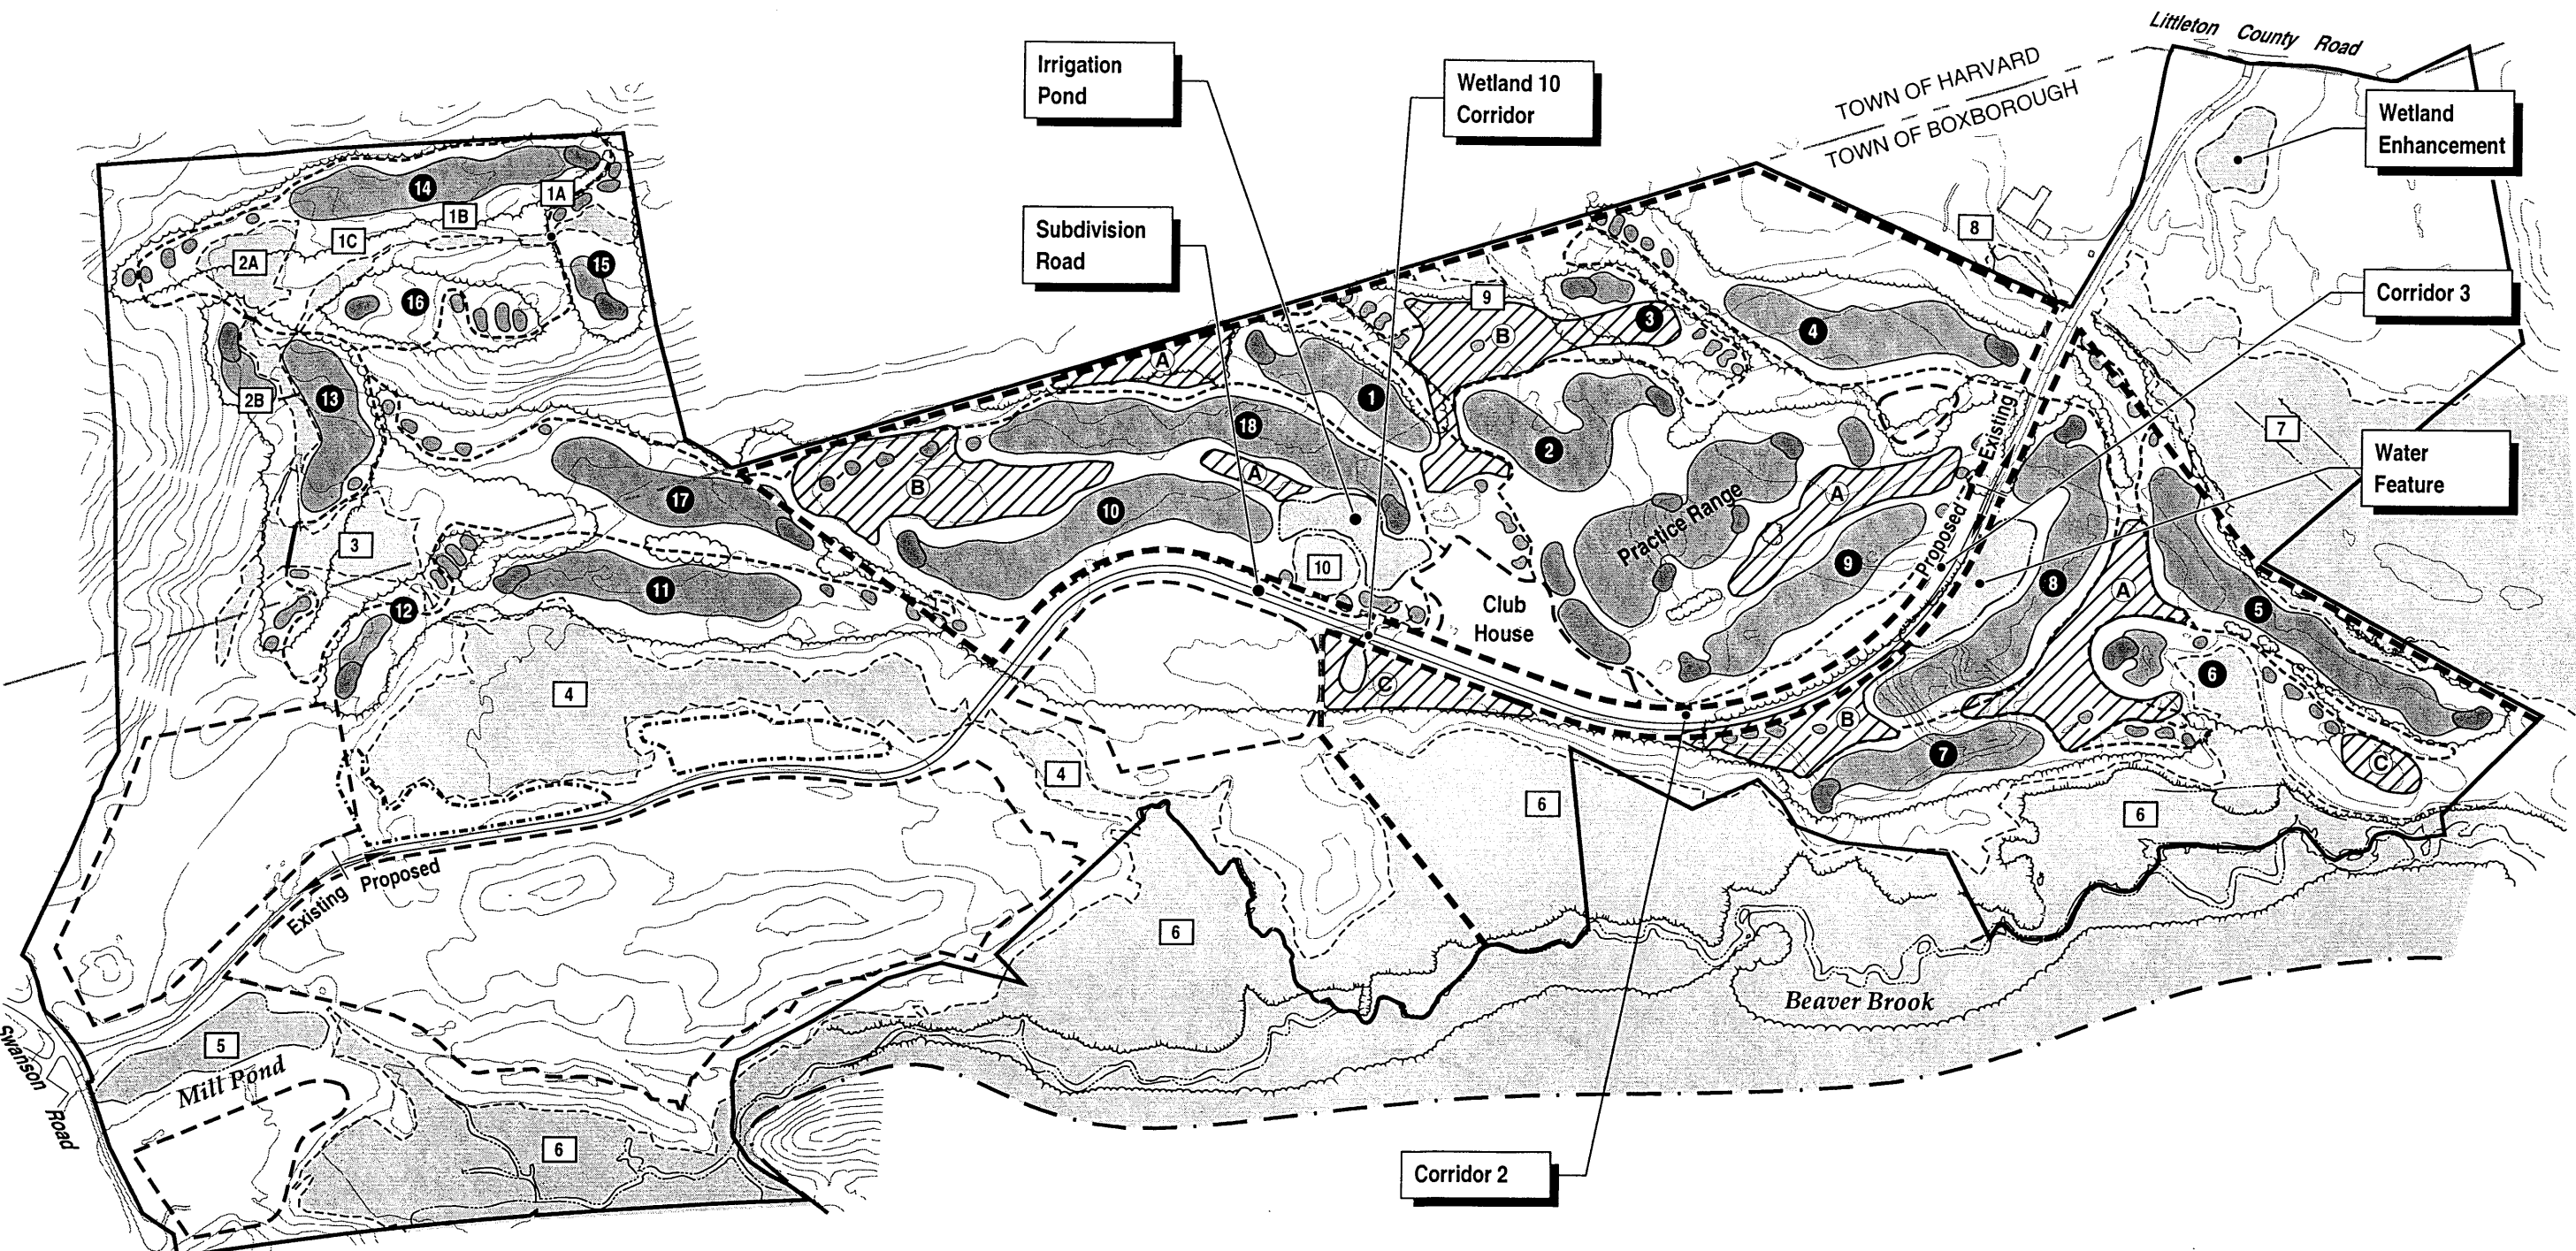 Littleton County Road
TOWN OF HARVARD
TOWN OF BOXBOROUGH
Irrigation
Pond
Wetland 10
Corridor
Wetland
Enhancement
Subdivision
Road
Corridor 3
Water
Feature
14
1A
1B
1C
2A
15
16
8
9
3
B
4
A
13
2B
1
18
2
7
Existing
17
B
A
10
A
Practice Range
3
10
9
Proposed
8
A
11
12
Club
House
5
6
4
C
B
7
C
4
6
6
Existing
Proposed
6
Beaver Brook
5
Mill Pond
Swanson Road
6
Corridor 2